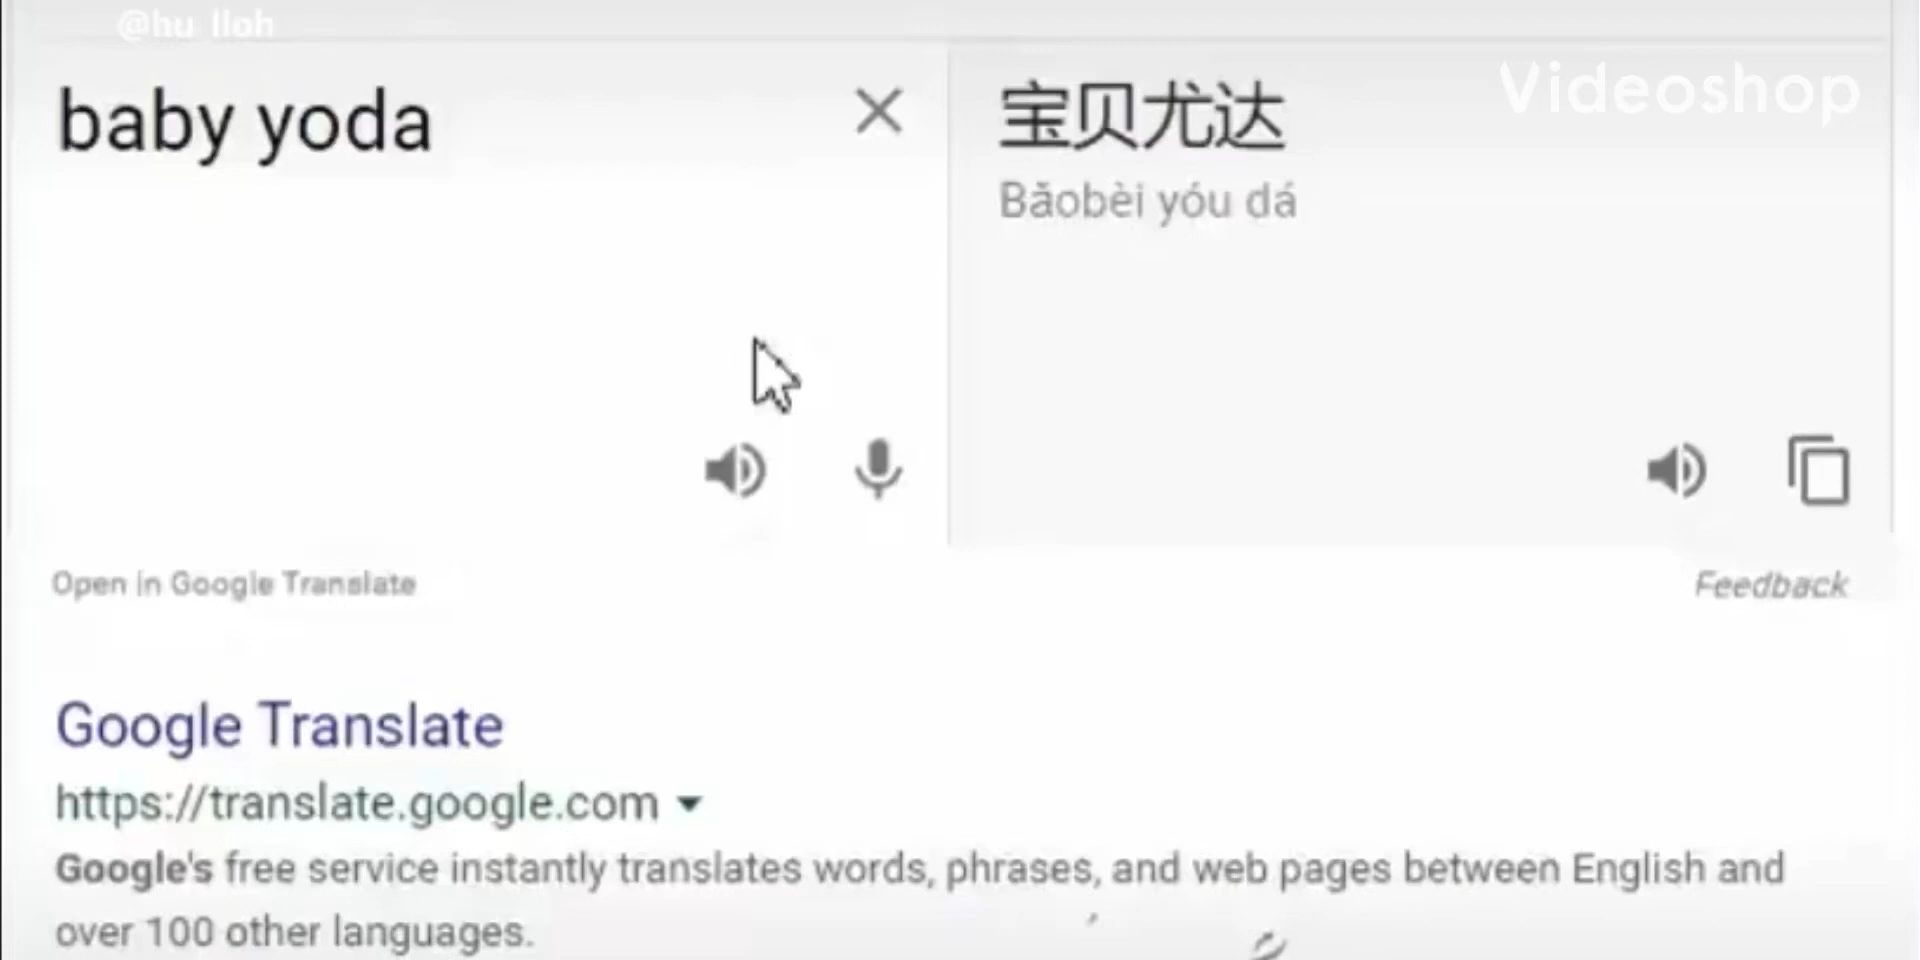 baby yoda
宝贝尤达
Videoshop
Bǎobèi yóu dá
Open in Google Translate
Feedback
Google Translate
https://translate.google.com
Google's free service instantly translates words, phrases, and web pages between English and
over 100 other languages.